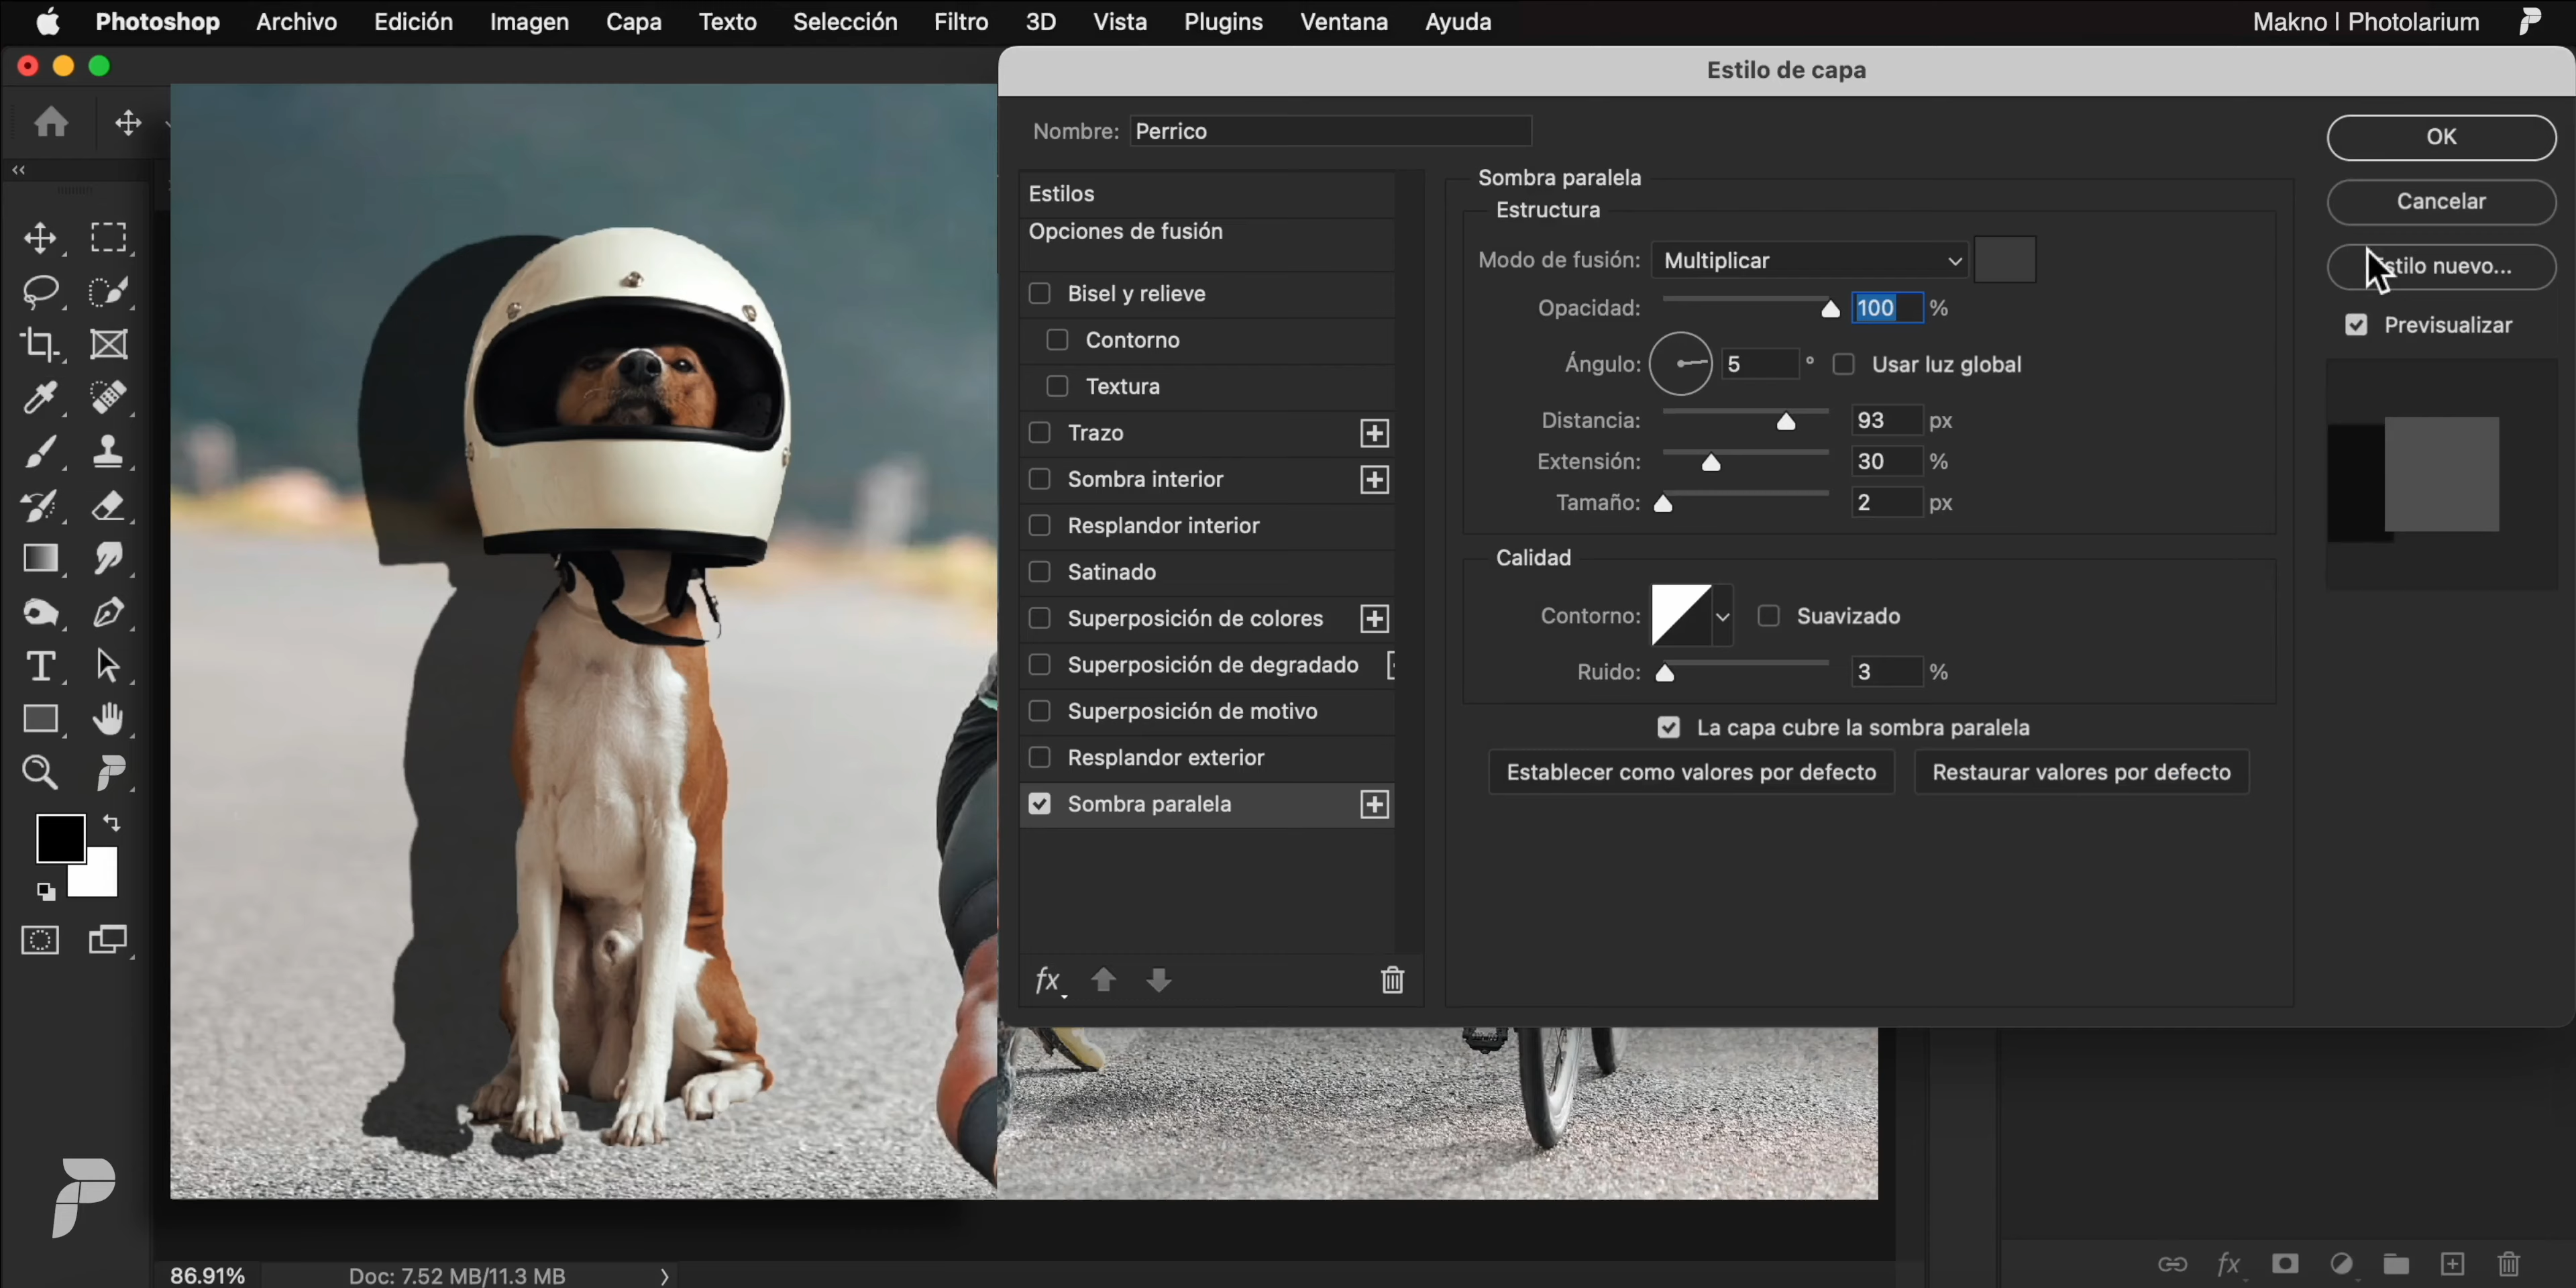 Photoshop Archivo Edición Imagen Capa Texto Selección Filtro 3D Vista Plugins Ventana Ayuda Makno | Photolarium
Estilo de capa
Nombre: Perrico
OK
Cancelar
stilo nuevo...
Previsualizar
Estilos
Opciones de fusión
Bisel y relieve
Contorno
Textura
Trazo
Sombra interior
Resplandor interior
Satinado
Superposición de colores
Superposición de degradado
Superposición de motivo
Resplandor exterior
Sombra paralela
fx
Sombra paralela
Estructura
Modo de fusión: Multiplicar
Opacidad: 100 %
Ángulo: 5 ° Usar luz global
Distancia: 93 px
Extensión: 30 %
Tamaño: 2 px
Calidad
Contorno: Suavizado
Ruido: 3 %
La capa cubre la sombra paralela
Establecer como valores por defecto Restaurar valores por defecto
86.91% Doc: 7.52 MB/11.3 MB
fx